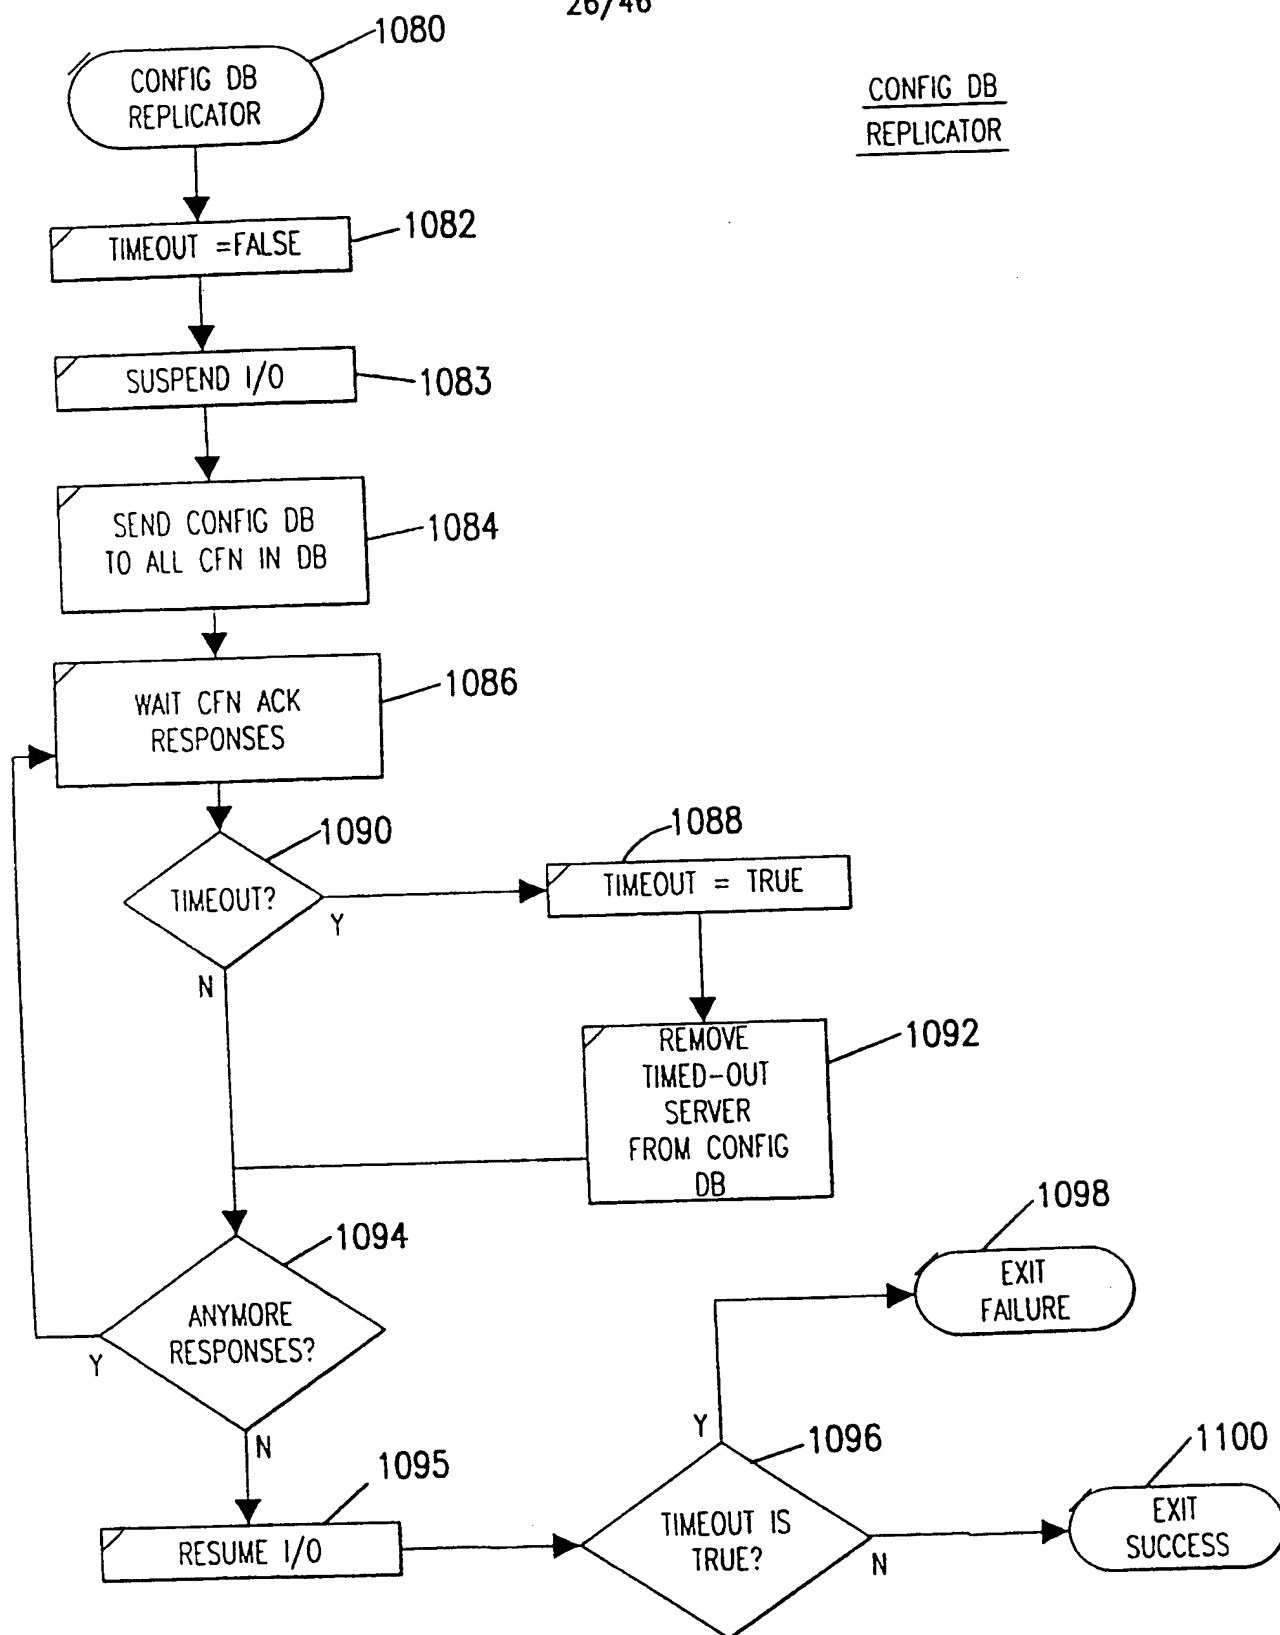 26/46
1080
CONFIG DB
REPLICATOR
CONFIG DB
REPLICATOR
1082
TIMEOUT =FALSE
1083
SUSPEND I/O
1084
SEND CONFIG DB
TO ALL CFN IN DB
1086
WAIT CFN ACK
RESPONSES
1090
TIMEOUT?
Y
N
1088
TIMEOUT = TRUE
1092
REMOVE
TIMED-OUT
SERVER
FROM CONFIG
DB
1094
ANYMORE
RESPONSES?
Y
N
1095
RESUME I/O
1096
TIMEOUT IS
TRUE?
Y
N
1098
EXIT
FAILURE
1100
EXIT
SUCCESS